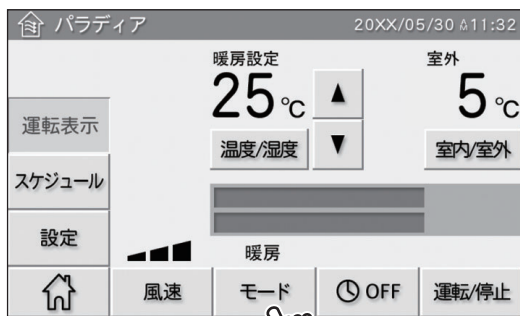 パラディア 20XX/05/30 11:32
暖房設定 室外
25℃ ▲ 5℃
運転表示
温度/湿度 ▼ 室内/室外
スケジュール
設定
暖房
風速 モード OFF 運転/停止